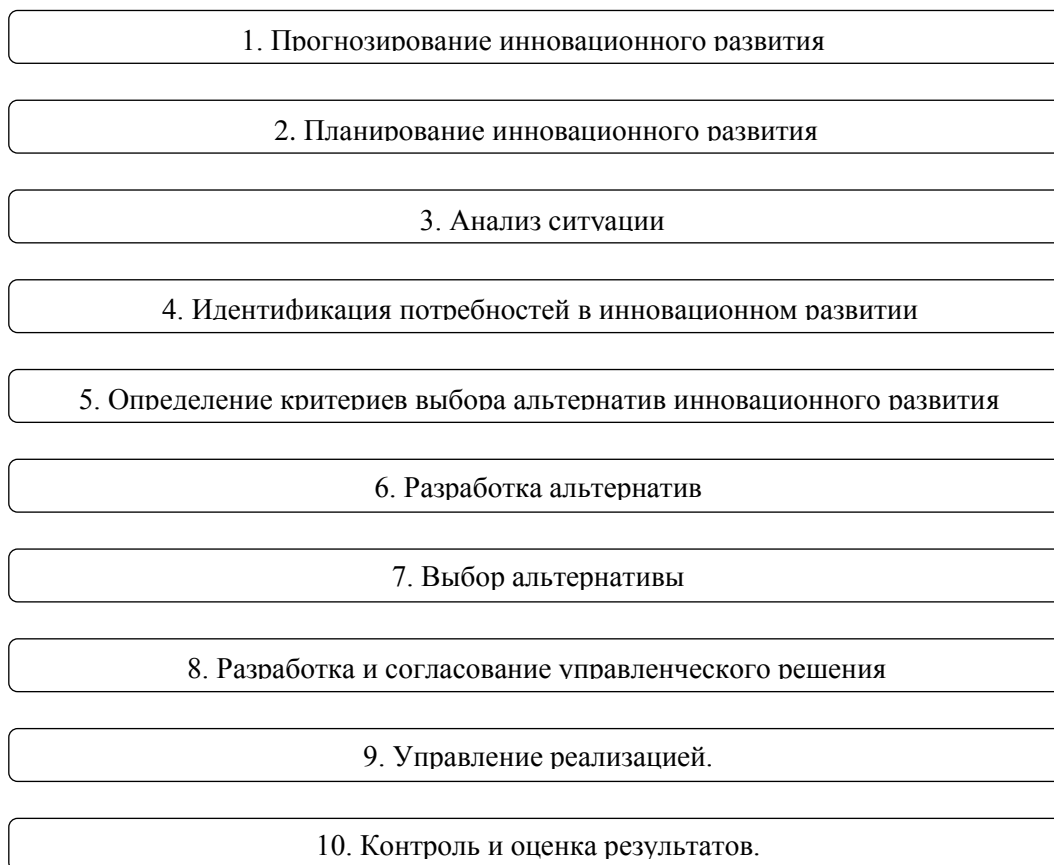 1. Прогнозирование инновационного развития
2. Планирование инновационного развития
3. Анализ ситуации
4. Идентификация потребностей в инновационном развитии
5. Определение критериев выбора альтернатив инновационного развития
6. Разработка альтернатив
7. Выбор альтернативы
8. Разработка и согласование управленческого решения
9. Управление реализацией.
10. Контроль и оценка результатов.